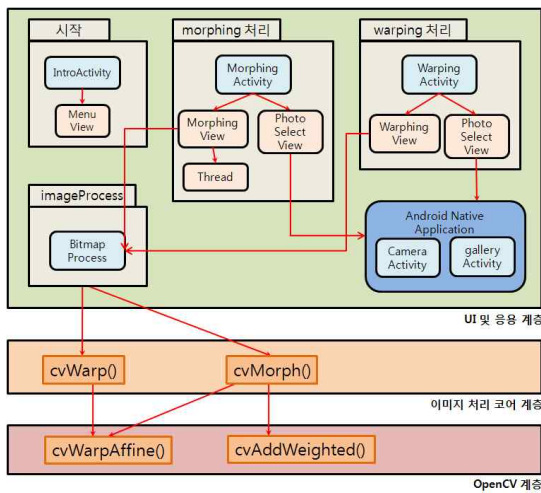 시작
IntroActivity
Menu
View
morphing 처리
Morphing
Activity
Morphing
View
Photo
Select
View
Thread
warping 처리
Warping
Activity
Warphing
View
Photo
Select
View
imageProcess
Bitmap
Process
Android Native
Application
Camera
Activity
gallery
Activity
UI 및 응용 계층
cvWarp()
cvMorph()
이미지 처리 코어 계층
cvWarpAffine()
cvAddWeighted()
OpenCV 계층